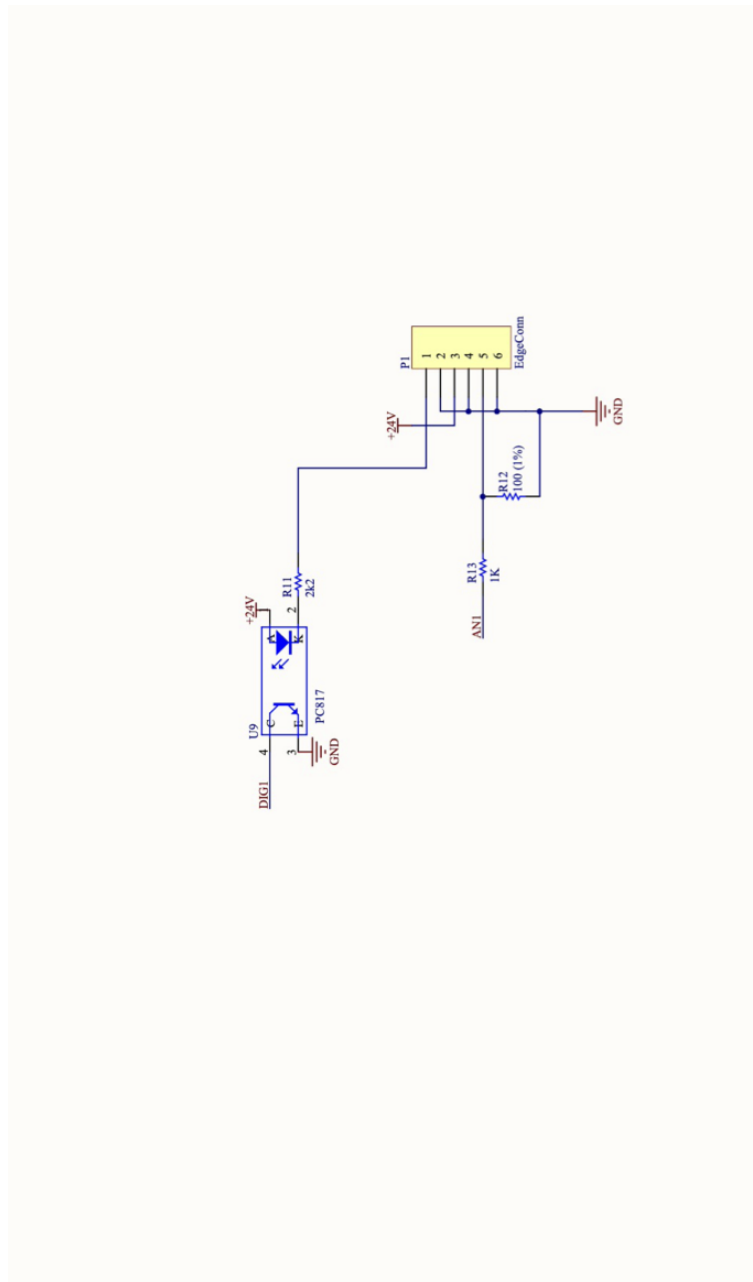 P1
1
2
3
4
5
6
EdgeConn
+24V
GND
R12
100 (1%)
R13
1K
AN1
R11
2k2
2
+24V
A
K
U9
C
E
PC817
4
3
GND
DIG1